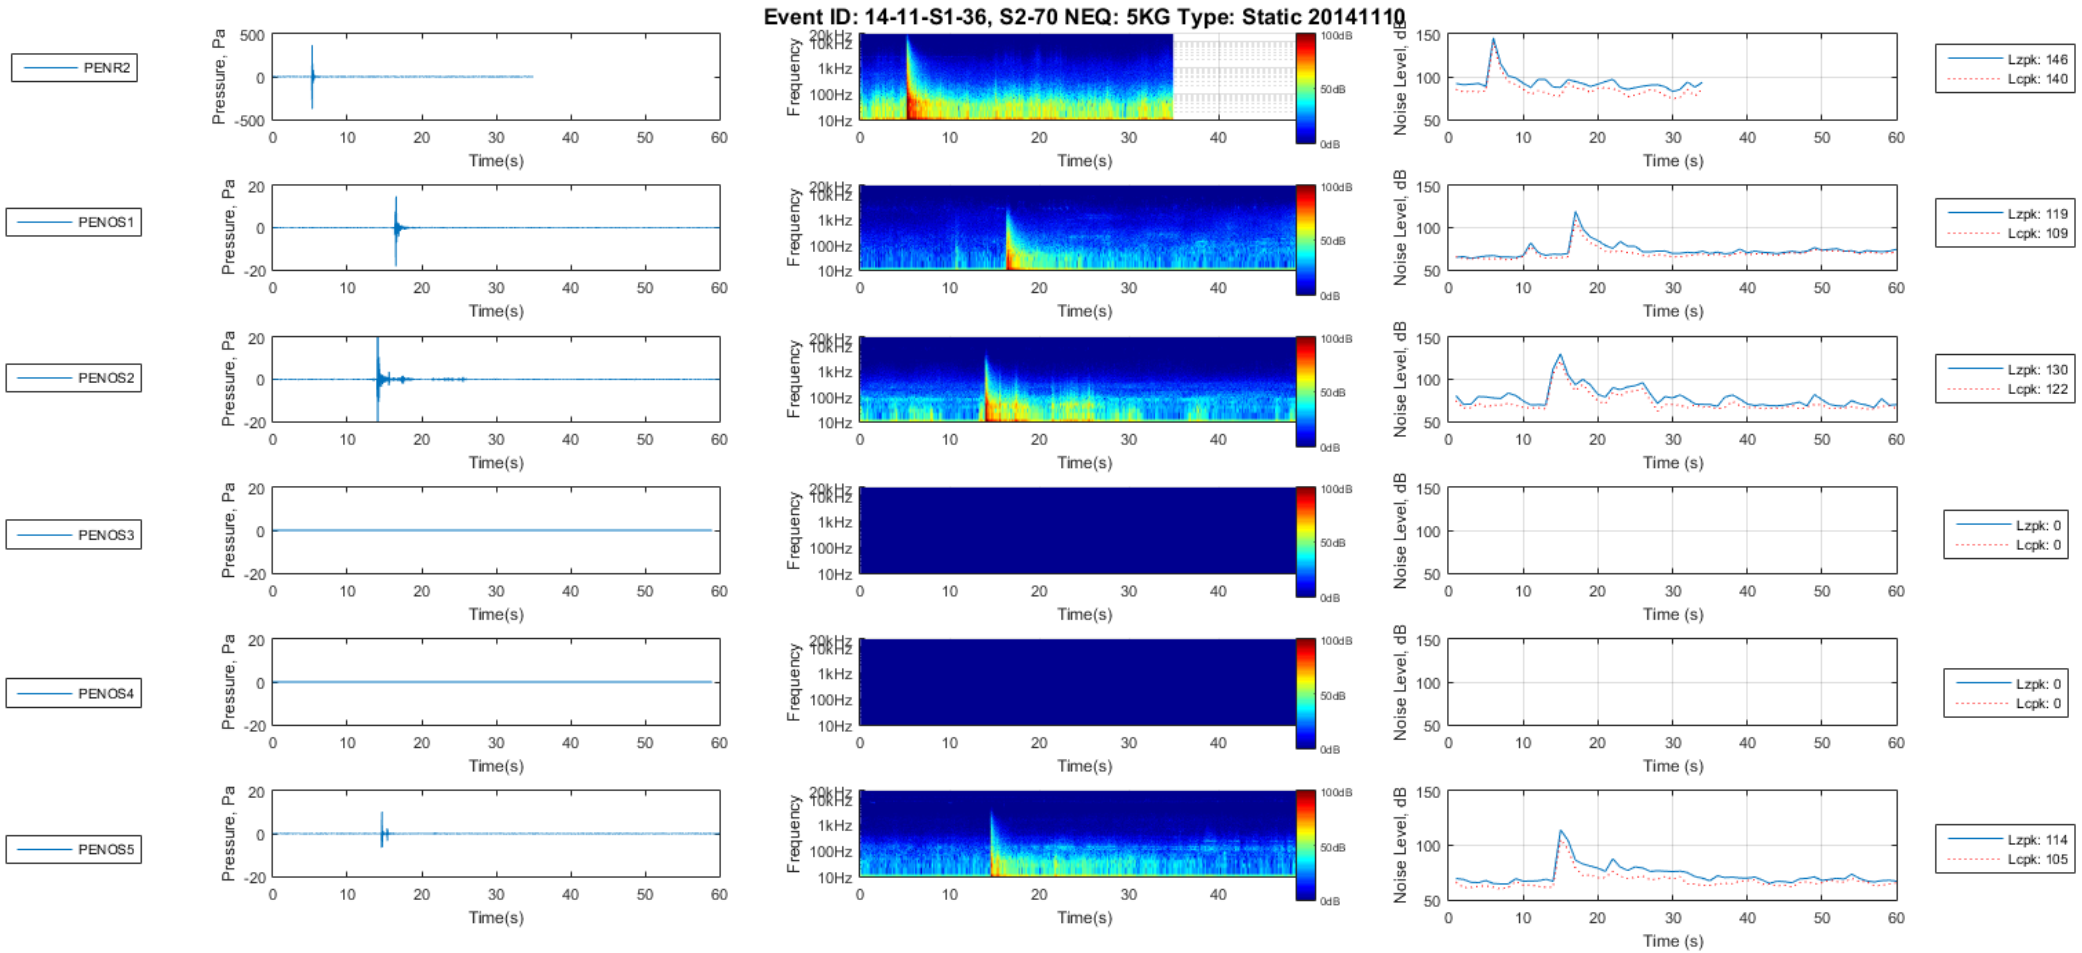 Event ID: 14-11-S1-36, S2-70 NEQ: 5KG Type: Static 20141110
PENR2
Pressure, Pa
500
0
-500
0 10 20 30 40 50 60
Time(s)
Frequency
20kHz
10kHz
1kHz
100Hz
10Hz
0 20 40
Time(s)
100dB
50dB
0dB
Noise Level, dB
150
100
50
0 10 20 30 40 50 60
Time (s)
Lzpk: 146
Lcpk: 140
PENOS1
Pressure, Pa
20
0
-20
0 10 20 30 40 50 60
Time(s)
Frequency
20kHz
10kHz
1kHz
100Hz
10Hz
0 10 20 30 40
Time(s)
100dB
50dB
0dB
Noise Level, dB
150
100
50
0 10 20 30 40 50 60
Time (s)
Lzpk: 119
Lcpk: 109
PENOS2
Pressure, Pa
20
0
-20
0 10 20 30 40 50 60
Time(s)
Frequency
20kHz
10kHz
1kHz
100Hz
10Hz
0 10 20 30 40
Time(s)
100dB
50dB
0dB
Noise Level, dB
150
100
50
0 10 20 30 40 50 60
Time (s)
Lzpk: 130
Lcpk: 122
PENOS3
Pressure, Pa
20
0
-20
0 10 20 30 40 50 60
Time(s)
Frequency
20kHz
10kHz
1kHz
100Hz
10Hz
0 10 20 30 40
Time(s)
100dB
50dB
0dB
Noise Level, dB
150
100
50
0 10 20 30 40 50 60
Time (s)
Lzpk: 0
Lcpk: 0
PENOS4
Pressure, Pa
20
0
-20
0 10 20 30 40 50 60
Time(s)
Frequency
20kHz
10kHz
1kHz
100Hz
10Hz
0 10 20 30 40
Time(s)
100dB
50dB
0dB
Noise Level, dB
150
100
50
0 10 20 30 40 50 60
Time (s)
Lzpk: 0
Lcpk: 0
PENOS5
Pressure, Pa
20
0
-20
0 10 20 30 40 50 60
Time(s)
Frequency
20kHz
10kHz
1kHz
100Hz
10Hz
0 10 20 30 40
Time(s)
100dB
50dB
0dB
Noise Level, dB
150
100
50
0 10 20 30 40 50 60
Time (s)
Lzpk: 114
Lcpk: 105